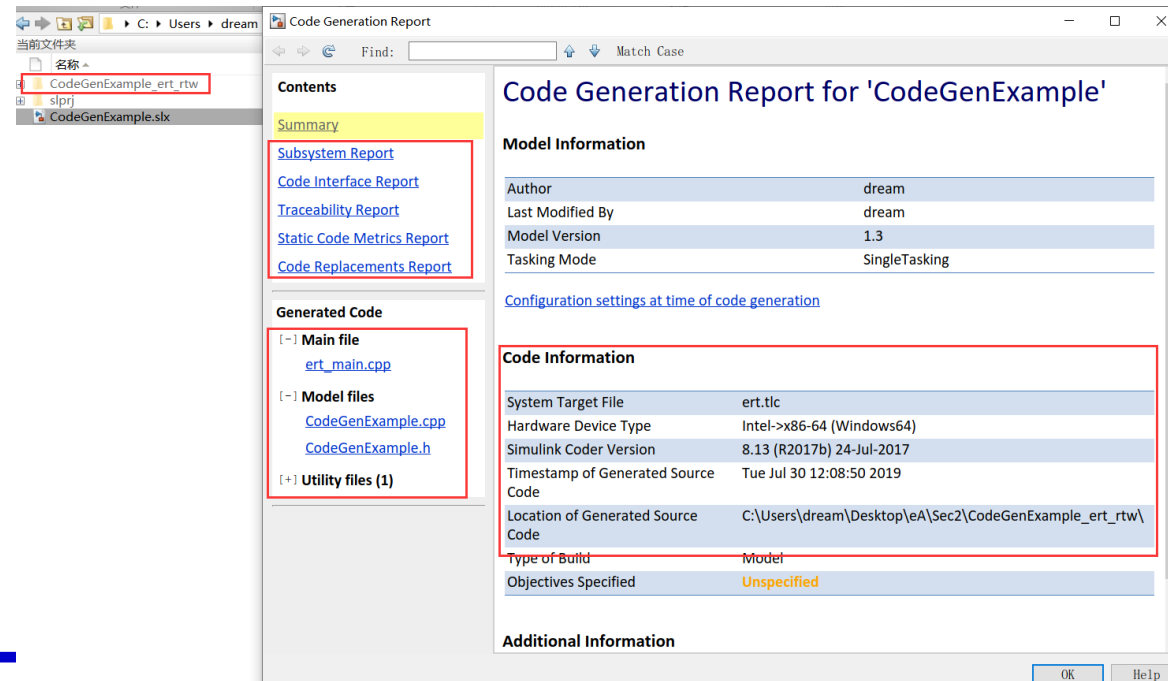 C: ▸ Users ▸ dream
当前文件夹
名称
CodeGenExample_ert_rtw
slprj
CodeGenExample.slx
Code Generation Report
Find:
Match Case
Contents
Summary
Subsystem Report
Code Interface Report
Traceability Report
Static Code Metrics Report
Code Replacements Report
Generated Code
[-] Main file
ert_main.cpp
[-] Model files
CodeGenExample.cpp
CodeGenExample.h
[+] Utility files (1)
Code Generation Report for 'CodeGenExample'
Model Information
Author dream
Last Modified By dream
Model Version 1.3
Tasking Mode SingleTasking
Configuration settings at time of code generation
Code Information
System Target File ert.tlc
Hardware Device Type Intel->x86-64 (Windows64)
Simulink Coder Version 8.13 (R2017b) 24-Jul-2017
Timestamp of Generated Source Tue Jul 30 12:08:50 2019
Code
Location of Generated Source C:\Users\dream\Desktop\eA\Sec2\CodeGenExample_ert_rtw\
Code
Type of Build Model
Objectives Specified Unspecified
Additional Information
OK Help